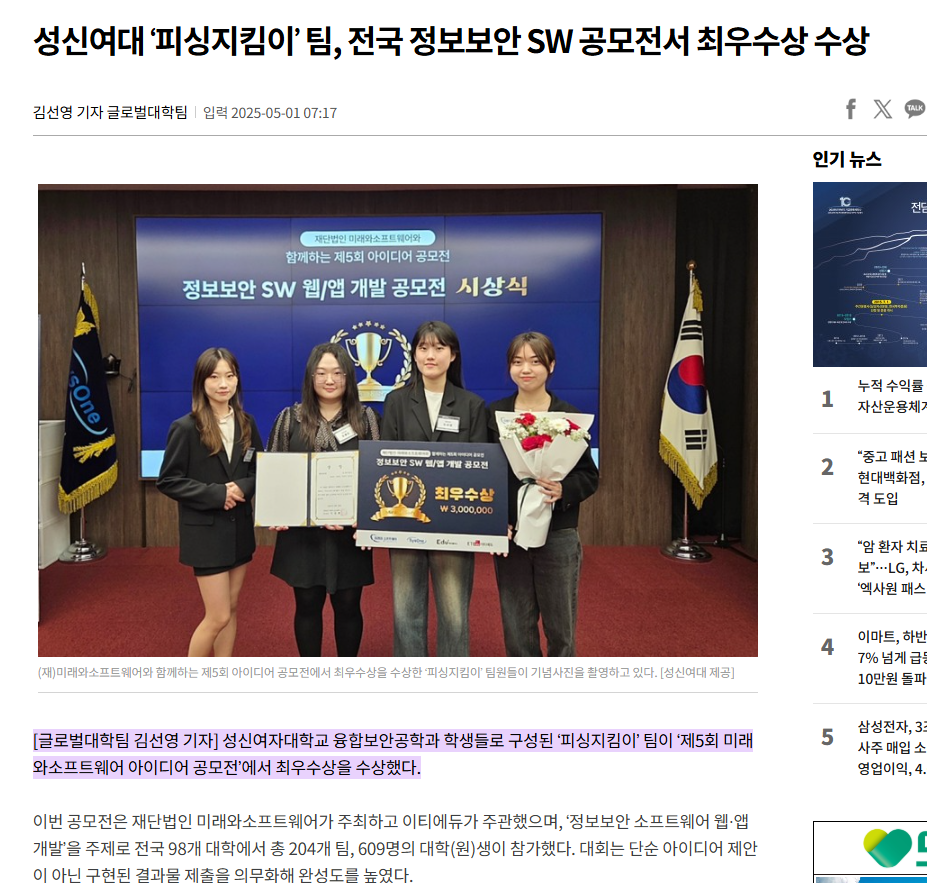 성신여대 ‘피싱지킴이’ 팀, 전국 정보보안 SW 공모전서 최우수상 수상
김선영 기자 글로벌대학팀
입력 2025-05-01 07:17
TALK
재단법인 미래와소프트웨어와
함께하는 제5회 아이디어 공모전
정보보안 SW 웹/앱 개발 공모전 시상식
정보보안 SW 웹/앱 개발 공모전
최우수상
₩ 3,000,000
(재)미래와소프트웨어와 함께하는 제5회 아이디어 공모전에서 최우수상을 수상한 ‘피싱지킴이’ 팀원들이 기념사진을 촬영하고 있다. [성신여대 제공]
[글로벌대학팀 김선영 기자] 성신여자대학교 융합보안공학과 학생들로 구성된 ‘피싱지킴이’ 팀이 ‘제5회 미래
와소프트웨어 아이디어 공모전’에서 최우수상을 수상했다.
이번 공모전은 재단법인 미래와소프트웨어가 주최하고 이티에듀가 주관했으며, ‘정보보안 소프트웨어 웹·앱
개발’을 주제로 전국 98개 대학에서 총 204개 팀, 609명의 대학(원)생이 참가했다. 대회는 단순 아이디어 제안
이 아닌 구현된 결과물 제출을 의무화해 완성도를 높였다.
인기 뉴스
1
누적 수익률
자산운용체계
2
“중고 패션 보
현대백화점,
격 도입
3
“암 환자 치료
보”…LG, 차세
‘엑사원 패스
4
이마트, 하반
7% 넘게 급등
10만원 돌파
5
삼성전자, 3조
사주 매입 소
영업이익, 4.